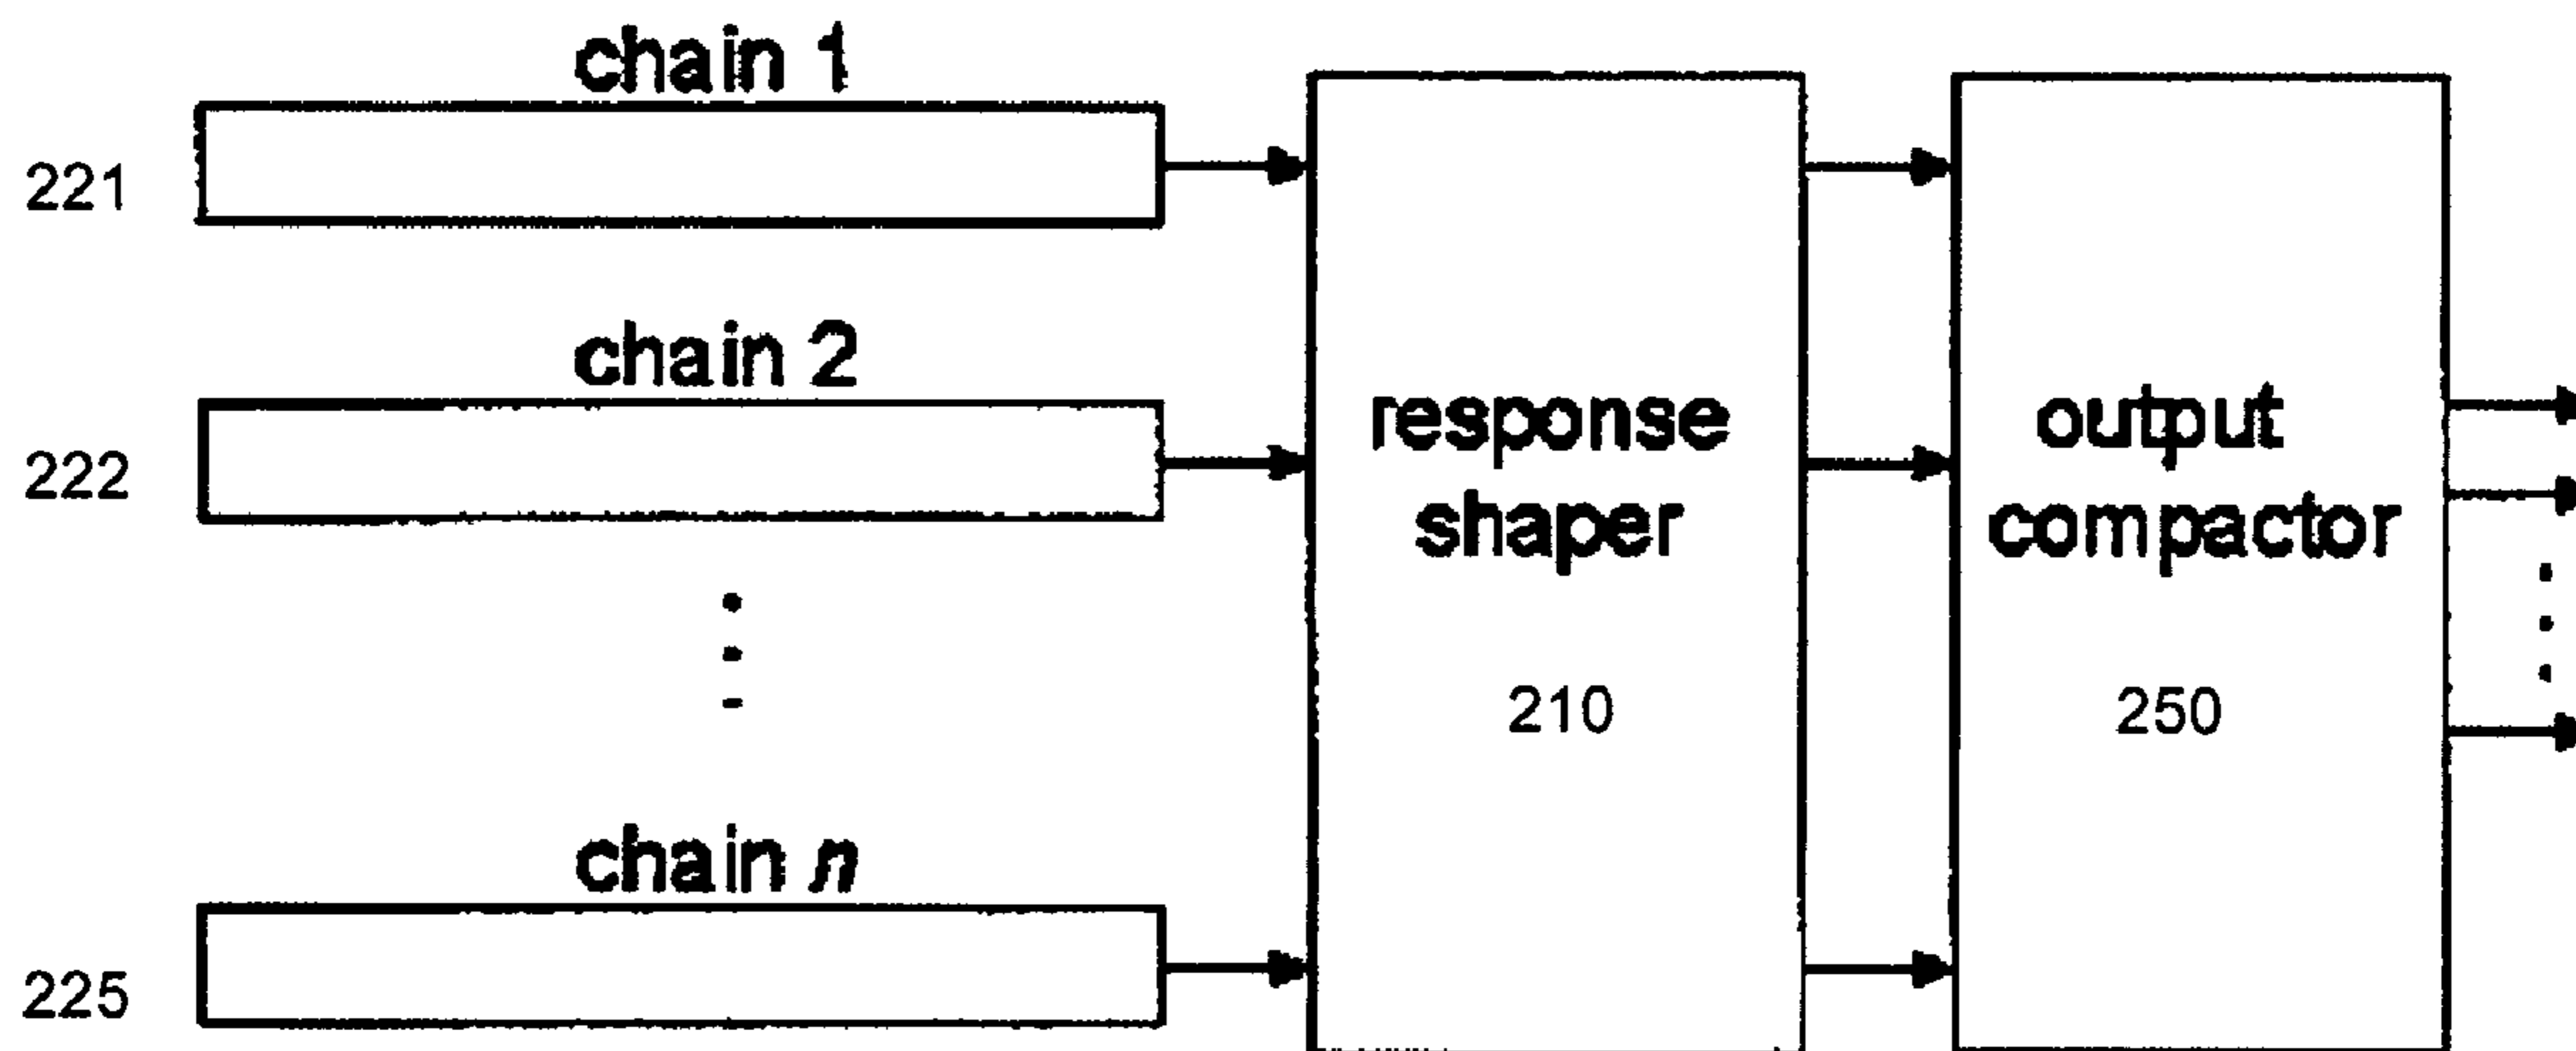 chain 1
221
chain 2
222
response
shaper
210
output
compactor
250
chain n
225